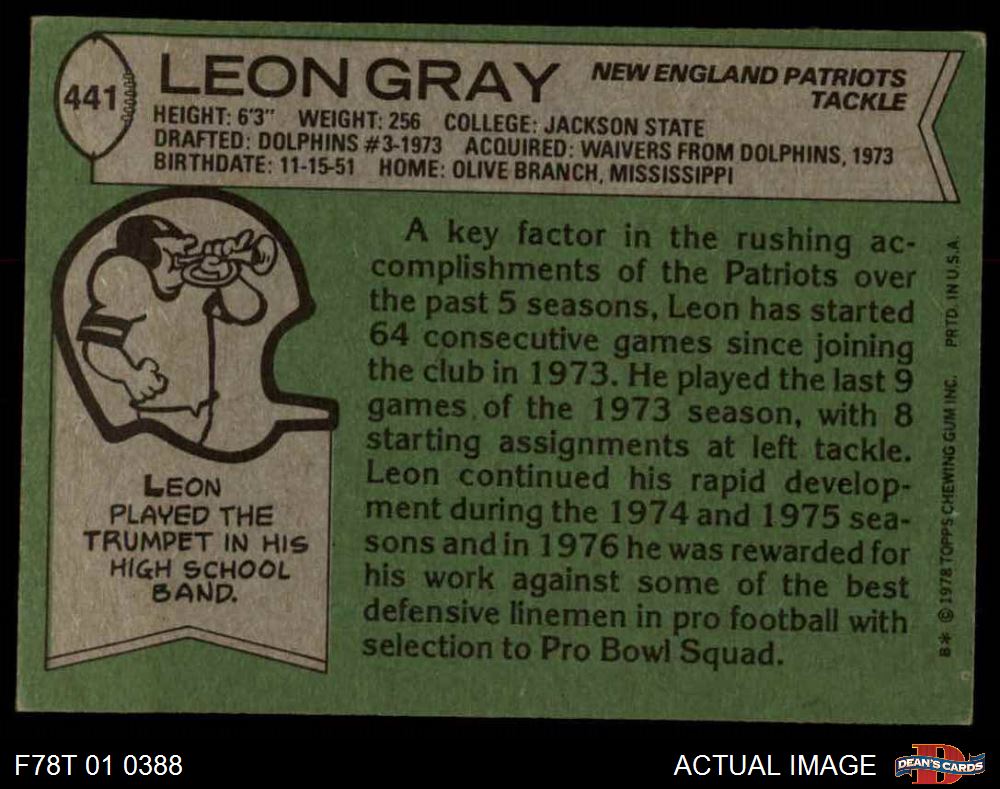 441
LEON GRAY
NEW ENGLAND PATRIOTS
TACKLE
HEIGHT: 6'3" WEIGHT: 256 COLLEGE: JACKSON STATE
DRAFTED: DOLPHINS #3-1973 ACQUIRED: WAIVERS FROM DOLPHINS, 1973
BIRTHDATE: 11-15-51 HOME: OLIVE BRANCH, MISSISSIPPI
LEON
PLAYED THE
TRUMPET IN HIS
HIGH SCHOOL
BAND.
A key factor in the rushing ac-
complishments of the Patriots over
the past 5 seasons, Leon has started
64 consecutive games since joining
the club in 1973. He played the last 9
games of the 1973 season, with 8
starting assignments at left tackle.
Leon continued his rapid develop-
ment during the 1974 and 1975 sea-
sons and in 1976 he was rewarded for
his work against some of the best
defensive linemen in pro football with
selection to Pro Bowl Squad.
B* © 1978 TOPPS CHEWING GUM INC. PRTD. IN U.S.A.
F78T 01 0388
ACTUAL IMAGE
D
DEAN'S CARDS